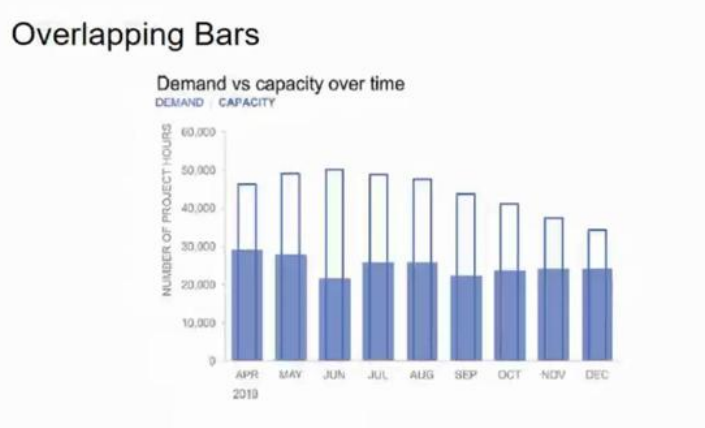 Overlapping Bars
Demand vs capacity over time
DEMAND | CAPACITY
NUMBER OF PROJECT HOURS
60,000
50,000
40,000
30,000
20,000
10,000
0
APR MAY JUN JUL AUG SEP OCT NOV DEC
2019